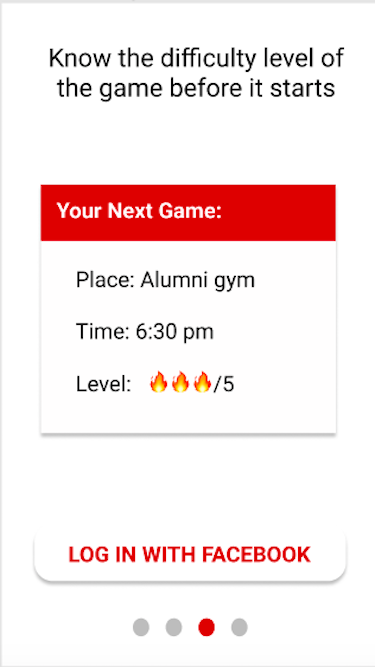 Know the difficulty level of
the game before it starts
Your Next Game:
Place: Alumni gym
Time: 6:30 pm
Level: 🔥🔥🔥/5
LOG IN WITH FACEBOOK